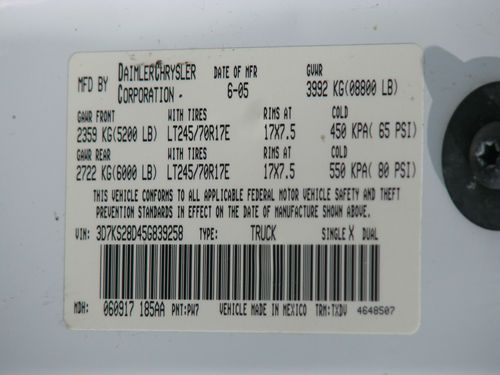 MFD BY DAIMLERCHRYSLER CORPORATION DATE OF MFR 6-05 GVWR 3992 KG(08800 LB)
GAWR FRONT WITH TIRES RIMS AT COLD
2359 KG(5200 LB) LT245/70R17E 17X7.5 450 KPA( 65 PSI)
GAWR REAR WITH TIRES RIMS AT COLD
2722 KG(6000 LB) LT245/70R17E 17X7.5 550 KPA( 80 PSI)
THIS VEHICLE CONFORMS TO ALL APPLICABLE FEDERAL MOTOR VEHICLE SAFETY AND THEFT
PREVENTION STANDARDS IN EFFECT ON THE DATE OF MANUFACTURE SHOWN ABOVE.
VIN: 3D7KS28D45G839258 TYPE: TRUCK SINGLE X DUAL
MDH: 060917 185AA PNT:PW7 VEHICLE MADE IN MEXICO TRM:TXDV 4648507